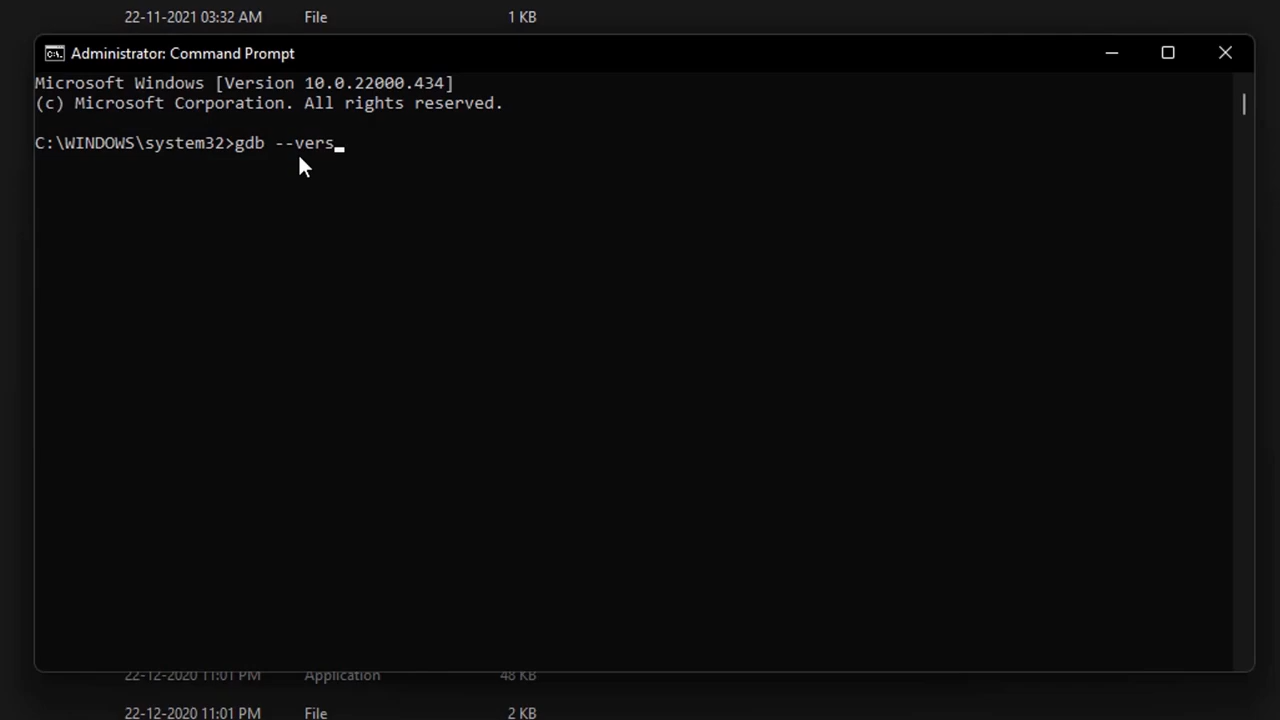 22-11-2021 03:32 AM File 1 KB
Administrator: Command Prompt
Microsoft Windows [Version 10.0.22000.434]
(c) Microsoft Corporation. All rights reserved.
C:\WINDOWS\system32>gdb --vers_
22-12-2020 11:01 PM Application 48 KB
22-12-2020 11:01 PM File 2 KB